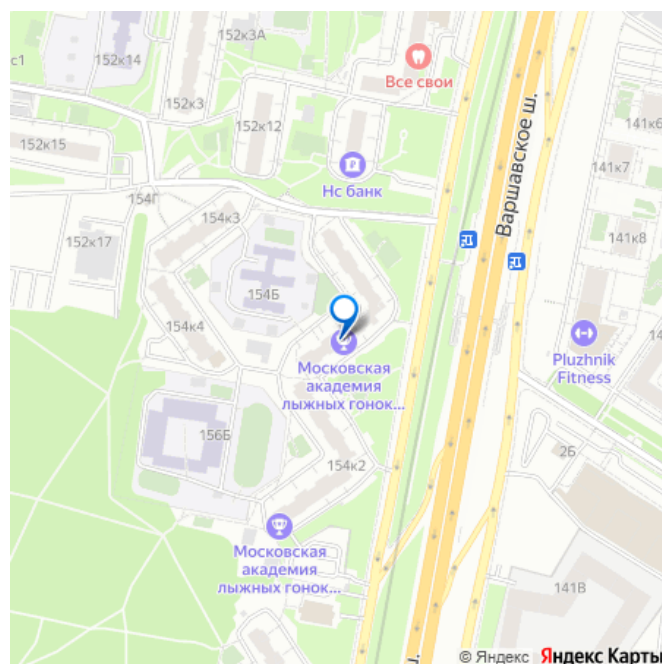 152к3А
с1
152к14
Все свои
152к3
152к12
152к15
141к6
141к7
Варшавское ш.
Нс банк
154Г
154к3
152к17
141к8
154Б
154к4
Московская
академия
лыжных гонок...
Pluzhnik
Fitness
156Б
154к2
2Б
Московская
академия
лыжных гонок...
141В
ш.
© Яндекс Яндекс Карты